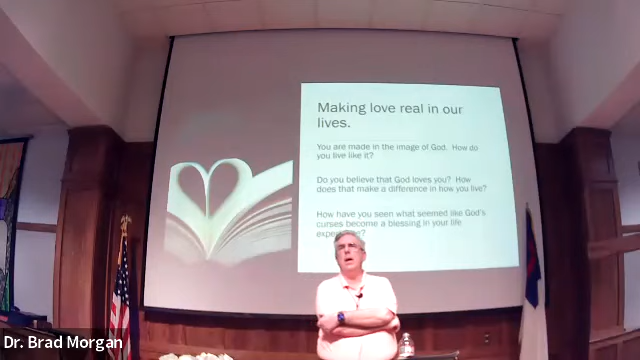 Making love real in our
lives.
You are made in the image of God. How do
you live like it?
Do you believe that God loves you? How
does that make a difference in how you live?
How have you seen what seemed like God's
curses become a blessing in your life
Dr. Brad Morgan